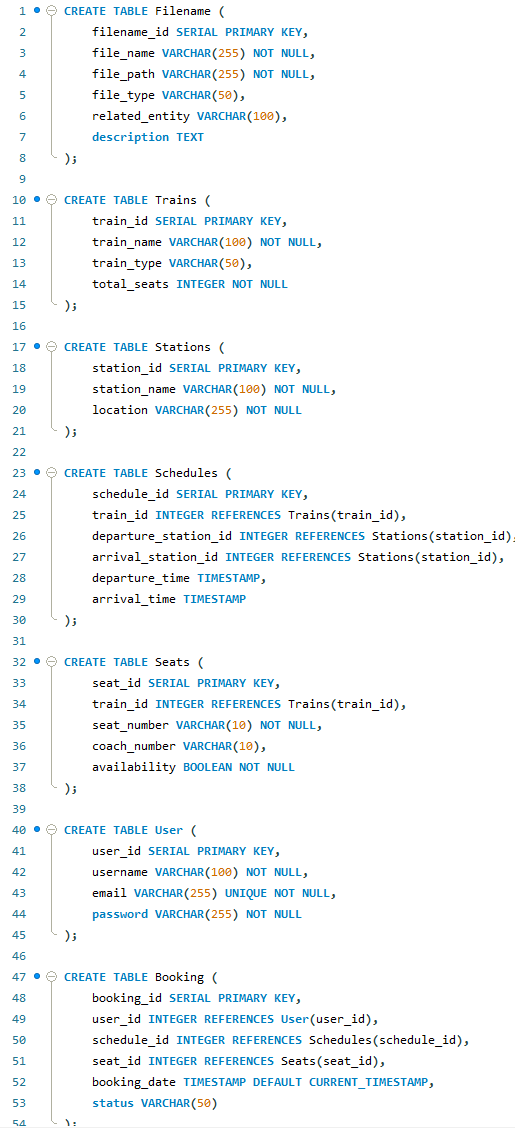 1 CREATE TABLE Filename (
2 filename_id SERIAL PRIMARY KEY,
3 file_name VARCHAR(255) NOT NULL,
4 file_path VARCHAR(255) NOT NULL,
5 file_type VARCHAR(50),
6 related_entity VARCHAR(100),
7 description TEXT
8 );
9
10 CREATE TABLE Trains (
11 train_id SERIAL PRIMARY KEY,
12 train_name VARCHAR(100) NOT NULL,
13 train_type VARCHAR(50),
14 total_seats INTEGER NOT NULL
15 );
16
17 CREATE TABLE Stations (
18 station_id SERIAL PRIMARY KEY,
19 station_name VARCHAR(100) NOT NULL,
20 location VARCHAR(255) NOT NULL
21 );
22
23 CREATE TABLE Schedules (
24 schedule_id SERIAL PRIMARY KEY,
25 train_id INTEGER REFERENCES Trains(train_id),
26 departure_station_id INTEGER REFERENCES Stations(station_id),
27 arrival_station_id INTEGER REFERENCES Stations(station_id),
28 departure_time TIMESTAMP,
29 arrival_time TIMESTAMP
30 );
31
32 CREATE TABLE Seats (
33 seat_id SERIAL PRIMARY KEY,
34 train_id INTEGER REFERENCES Trains(train_id),
35 seat_number VARCHAR(10) NOT NULL,
36 coach_number VARCHAR(10),
37 availability BOOLEAN NOT NULL
38 );
39
40 CREATE TABLE User (
41 user_id SERIAL PRIMARY KEY,
42 username VARCHAR(100) NOT NULL,
43 email VARCHAR(255) UNIQUE NOT NULL,
44 password VARCHAR(255) NOT NULL
45 );
46
47 CREATE TABLE Booking (
48 booking_id SERIAL PRIMARY KEY,
49 user_id INTEGER REFERENCES User(user_id),
50 schedule_id INTEGER REFERENCES Schedules(schedule_id),
51 seat_id INTEGER REFERENCES Seats(seat_id),
52 booking_date TIMESTAMP DEFAULT CURRENT_TIMESTAMP,
53 status VARCHAR(50)
54 );